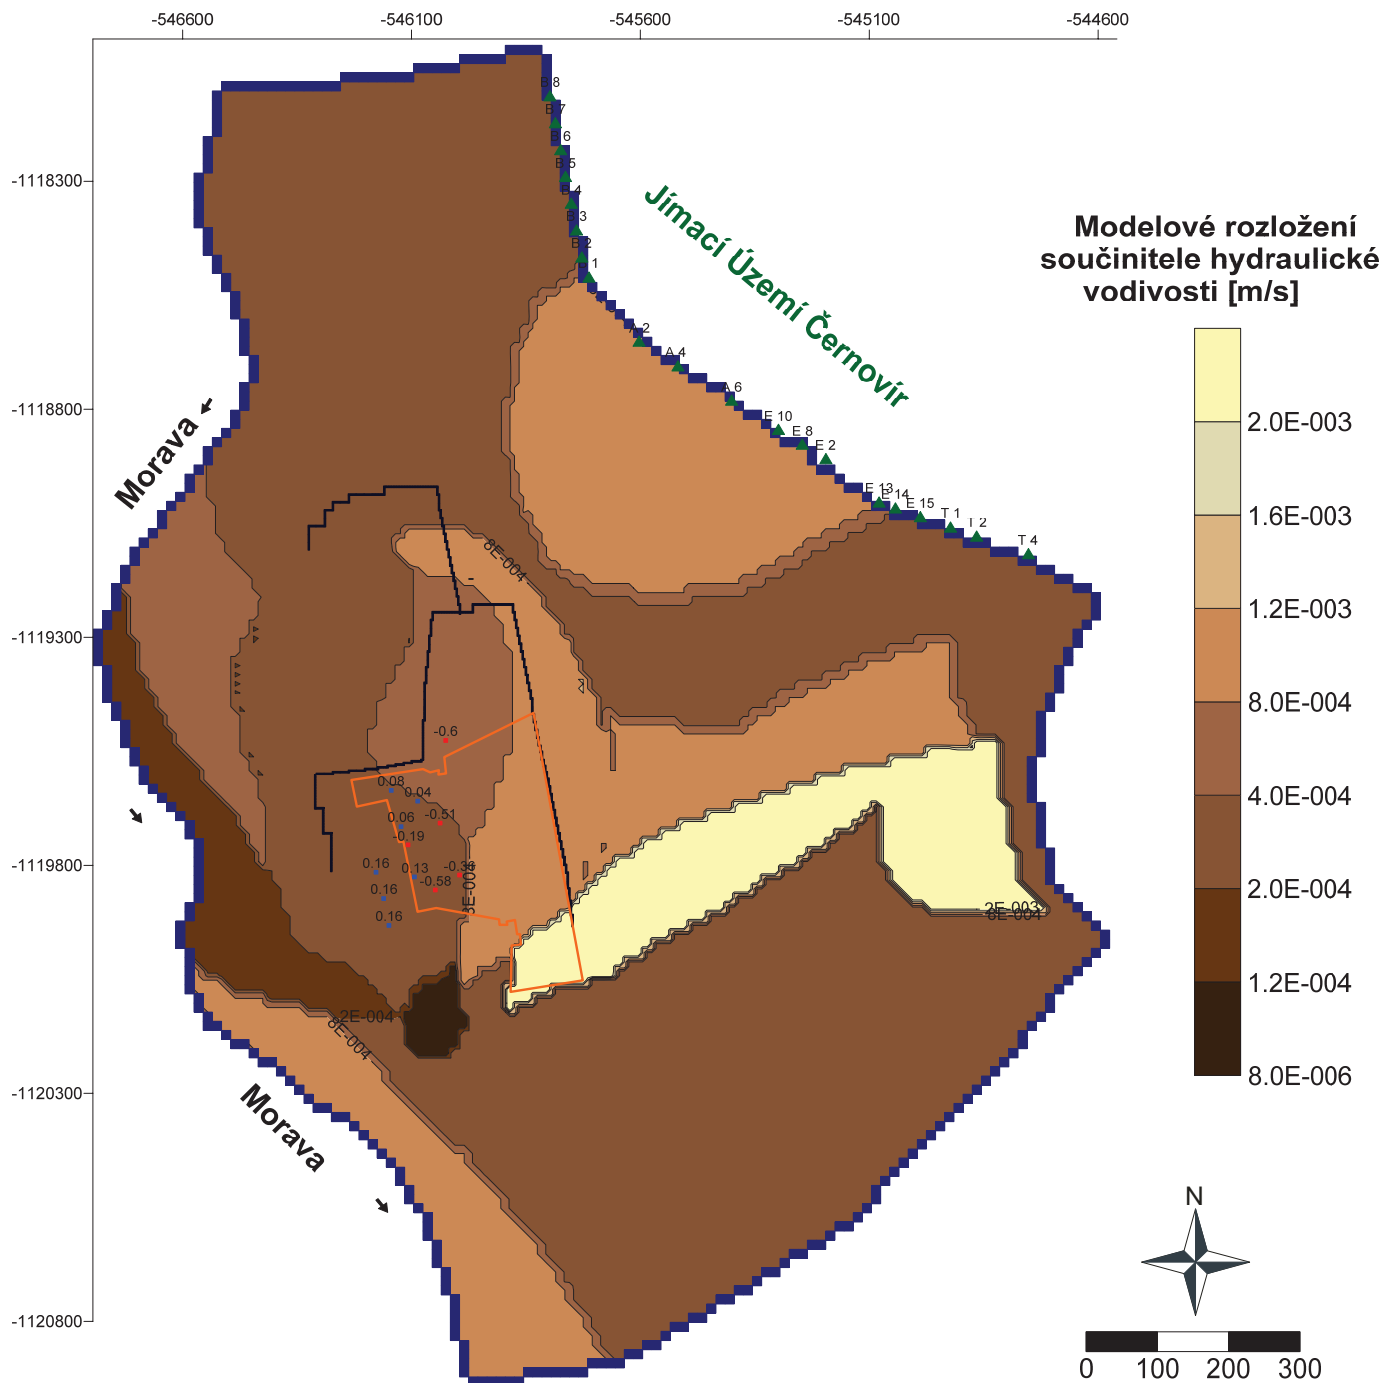 -546600
-546100
-545600
-545100
-544600
-1118300
-1118800
-1119300
-1119800
-1120300
-1120800
B 8
B 7
B 6
B 5
B 4
B 3
B 2
A 2
A 4
A 6
E 10
E 8
E 2
E 13
E 14
E 15
T 1
T 2
T 4
Jímací Území Černovír
Morava
Morava
8E-004
8E-004
8E-004
2E-004
2E-003
8E-004
-0.6
0.08
0.04
0.06
-0.51
-0.19
0.16
0.13
-0.58
0.16
0.16
Modelové rozložení
součinitele hydraulické
vodivosti [m/s]
2.0E-003
1.6E-003
1.2E-003
8.0E-004
4.0E-004
2.0E-004
1.2E-004
8.0E-006
N
0
100
200
300